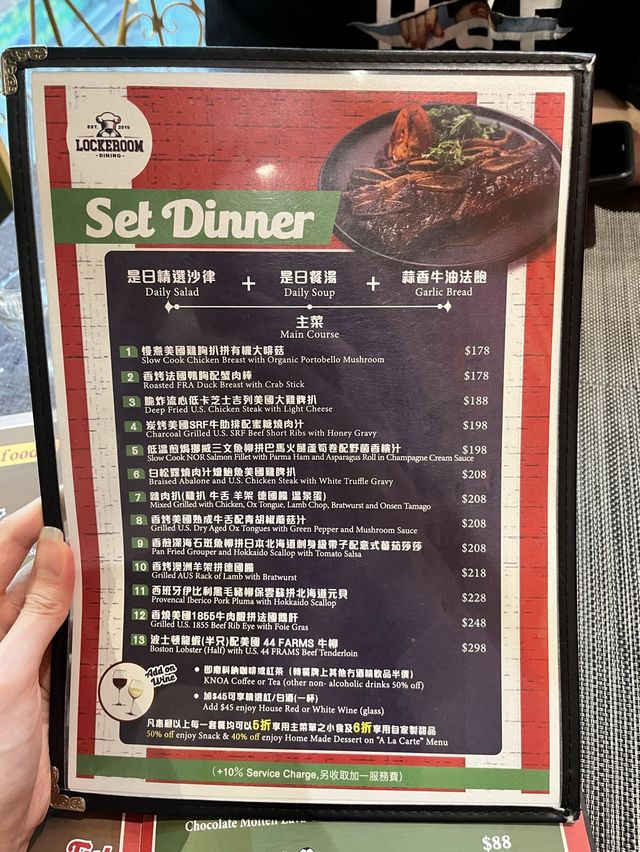 EST. 2019
LOCKEROOM
- DINING -
Set Dinner
是日精選沙律 + 是日餐湯 + 蒜香牛油法飽
Daily Salad Daily Soup Garlic Bread
主菜
Main Course
1 慢煮美國雞胸扒拼有機大啡菇 $178
Slow Cook Chicken Breast with Organic Portobello Mushroom
2 香烤法國鴨胸配蟹肉棒 $178
Roasted FRA Duck Breast with Crab Stick
3 脆炸流心低卡芝士吉列美國大雞髀扒 $188
Deep Fried U.S. Chicken Steak with Light Cheese
4 炭烤美國SRF牛肋排配蜜糖燒肉汁 $198
Charcoal Grilled U.S. SRF Beef Short Ribs with Honey Gravy
5 低溫煎焗挪威三文魚柳拼巴馬火腿蘆筍卷配野菌香檳汁 $198
Slow Cook NOR Salmon Fillet with Parma Ham and Asparagus Roll in Champagne Cream Sauce
6 白松露燒肉汁燴鮑魚美國雞髀扒 $208
Braised Abalone and U.S. Chicken Steak with White Truffle Gravy
7 雜肉扒(雞扒 牛舌 羊架 德國腸 溫泉蛋) $208
Mixed Grilled with Chicken, Ox Tongue, Lamb Chop, Bratwurst and Onsen Tamago
8 香烤美國熟成牛舌配青胡椒蘑菇汁 $208
Grilled U.S. Dry Aged Ox Tongues with Green Pepper and Mushroom Sauce
9 香煎深海石斑魚柳拼日本北海道刺身級帶子配意式蕃茄莎莎 $208
Pan Fried Grouper and Hokkaido Scallop with Tomato Salsa
10 香烤澳洲羊架拼德國腸 $218
Grilled AUS Rack of Lamb with Bratwurst
11 西班牙伊比利黑毛豬柳保雲蘇拼北海道元貝 $228
Provencal Iberico Pork Pluma with Hokkaido Scallop
12 香燒美國1855牛肉眼拼法國鵝肝 $248
Grilled U.S. 1855 Beef Rib Eye with Foie Gras
13 波士頓龍蝦(半只)配美國 44 FARMS 牛柳 $298
Boston Lobster (Half) with U.S. 44 FRAMS Beef Tenderloin
Add on
Wine
• 即磨科納咖啡或紅茶 (轉餐牌上其他冇酒精飲品半價)
KNOA Coffee or Tea (other non- alcoholic drinks 50% off)
• 加$45可享精選紅/白酒(一杯)
Add $45 enjoy House Red or White Wine (glass)
凡惠顧以上每一套餐均可以5折享用主菜單之小食及6折享用自家製甜品
50% off enjoy Snack & 40% off enjoy Home Made Dessert on "A La Carte" Menu
(+10% Service Charge,另收取加一服務費)
food
Chocolate Molten Lava
$88